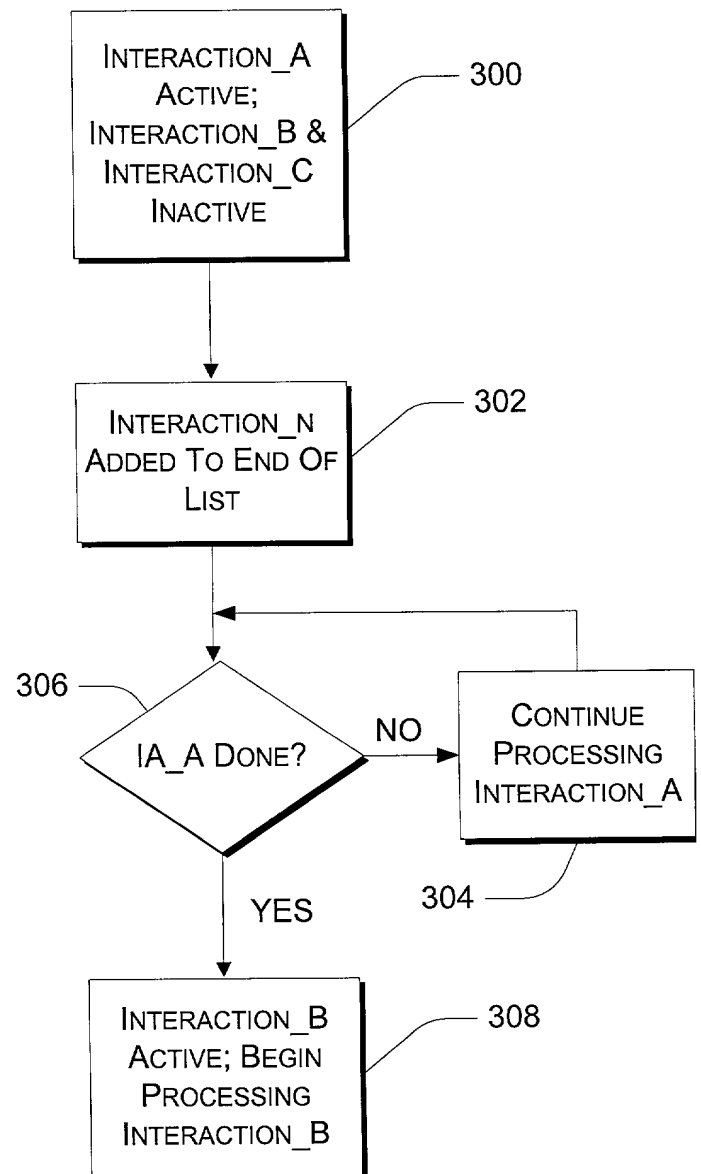 INTERACTION_A
ACTIVE;
INTERACTION_B &
INTERACTION_C
INACTIVE
300
INTERACTION_N
ADDED TO END OF
LIST
302
306
IA_A DONE?
NO
CONTINUE
PROCESSING
INTERACTION_A
304
YES
INTERACTION_B
ACTIVE; BEGIN
PROCESSING
INTERACTION_B
308